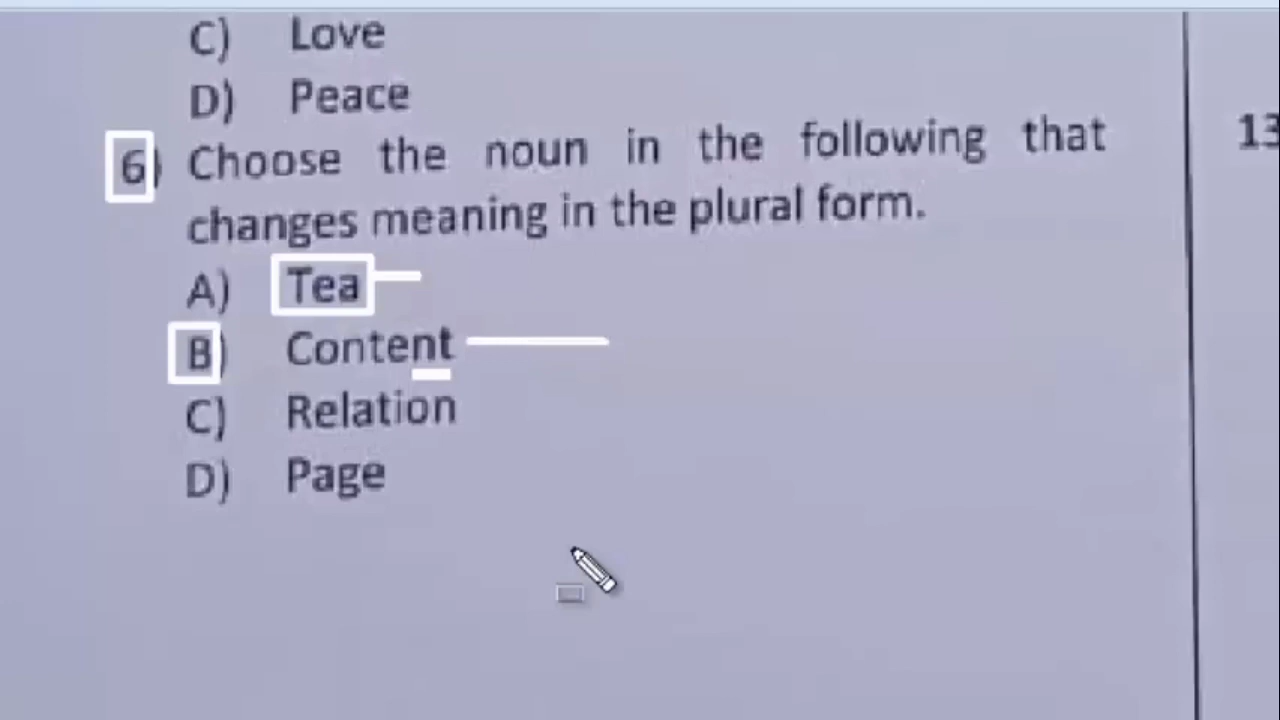 C) Love
D) Peace
6) Choose the noun in the following that
changes meaning in the plural form.
A) Tea
B) Content
C) Relation
D) Page
13